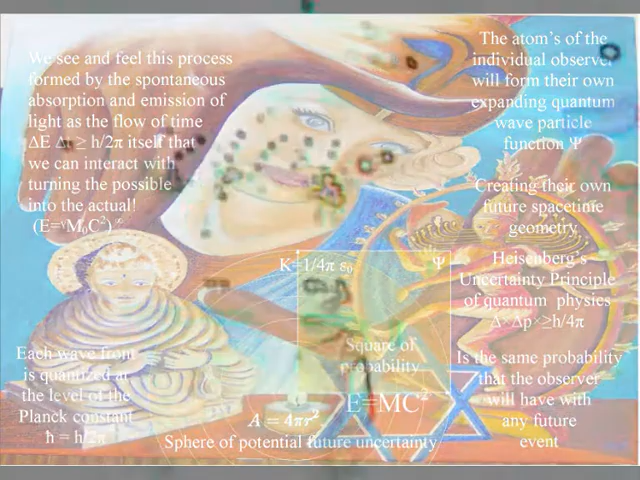 We see and feel this process
formed by the spontaneous
absorption and emission of
light as the flow of time
ΔE Δt ≥ h/2π itself that
we can interact with
turning the possible
into the actual!
(E=ᵞM₀C²)∞
The atom's of the
individual observer
will form their own
expanding quantum
wave particle
function Ψ
Creating their own
future spacetime
geometry
Heisenberg's
Uncertainty Principle
of quantum physics
Δ×Δp×≥h/4π
Is the same probability
that the observer
will have with
any future
event
K=1/4π ε₀
Ψ
Square of
probability
E=MC²
A = 4πr²
Sphere of potential future uncertainty
Each wave front
is quantized at
the level of the
Planck constant
ħ = h/2π